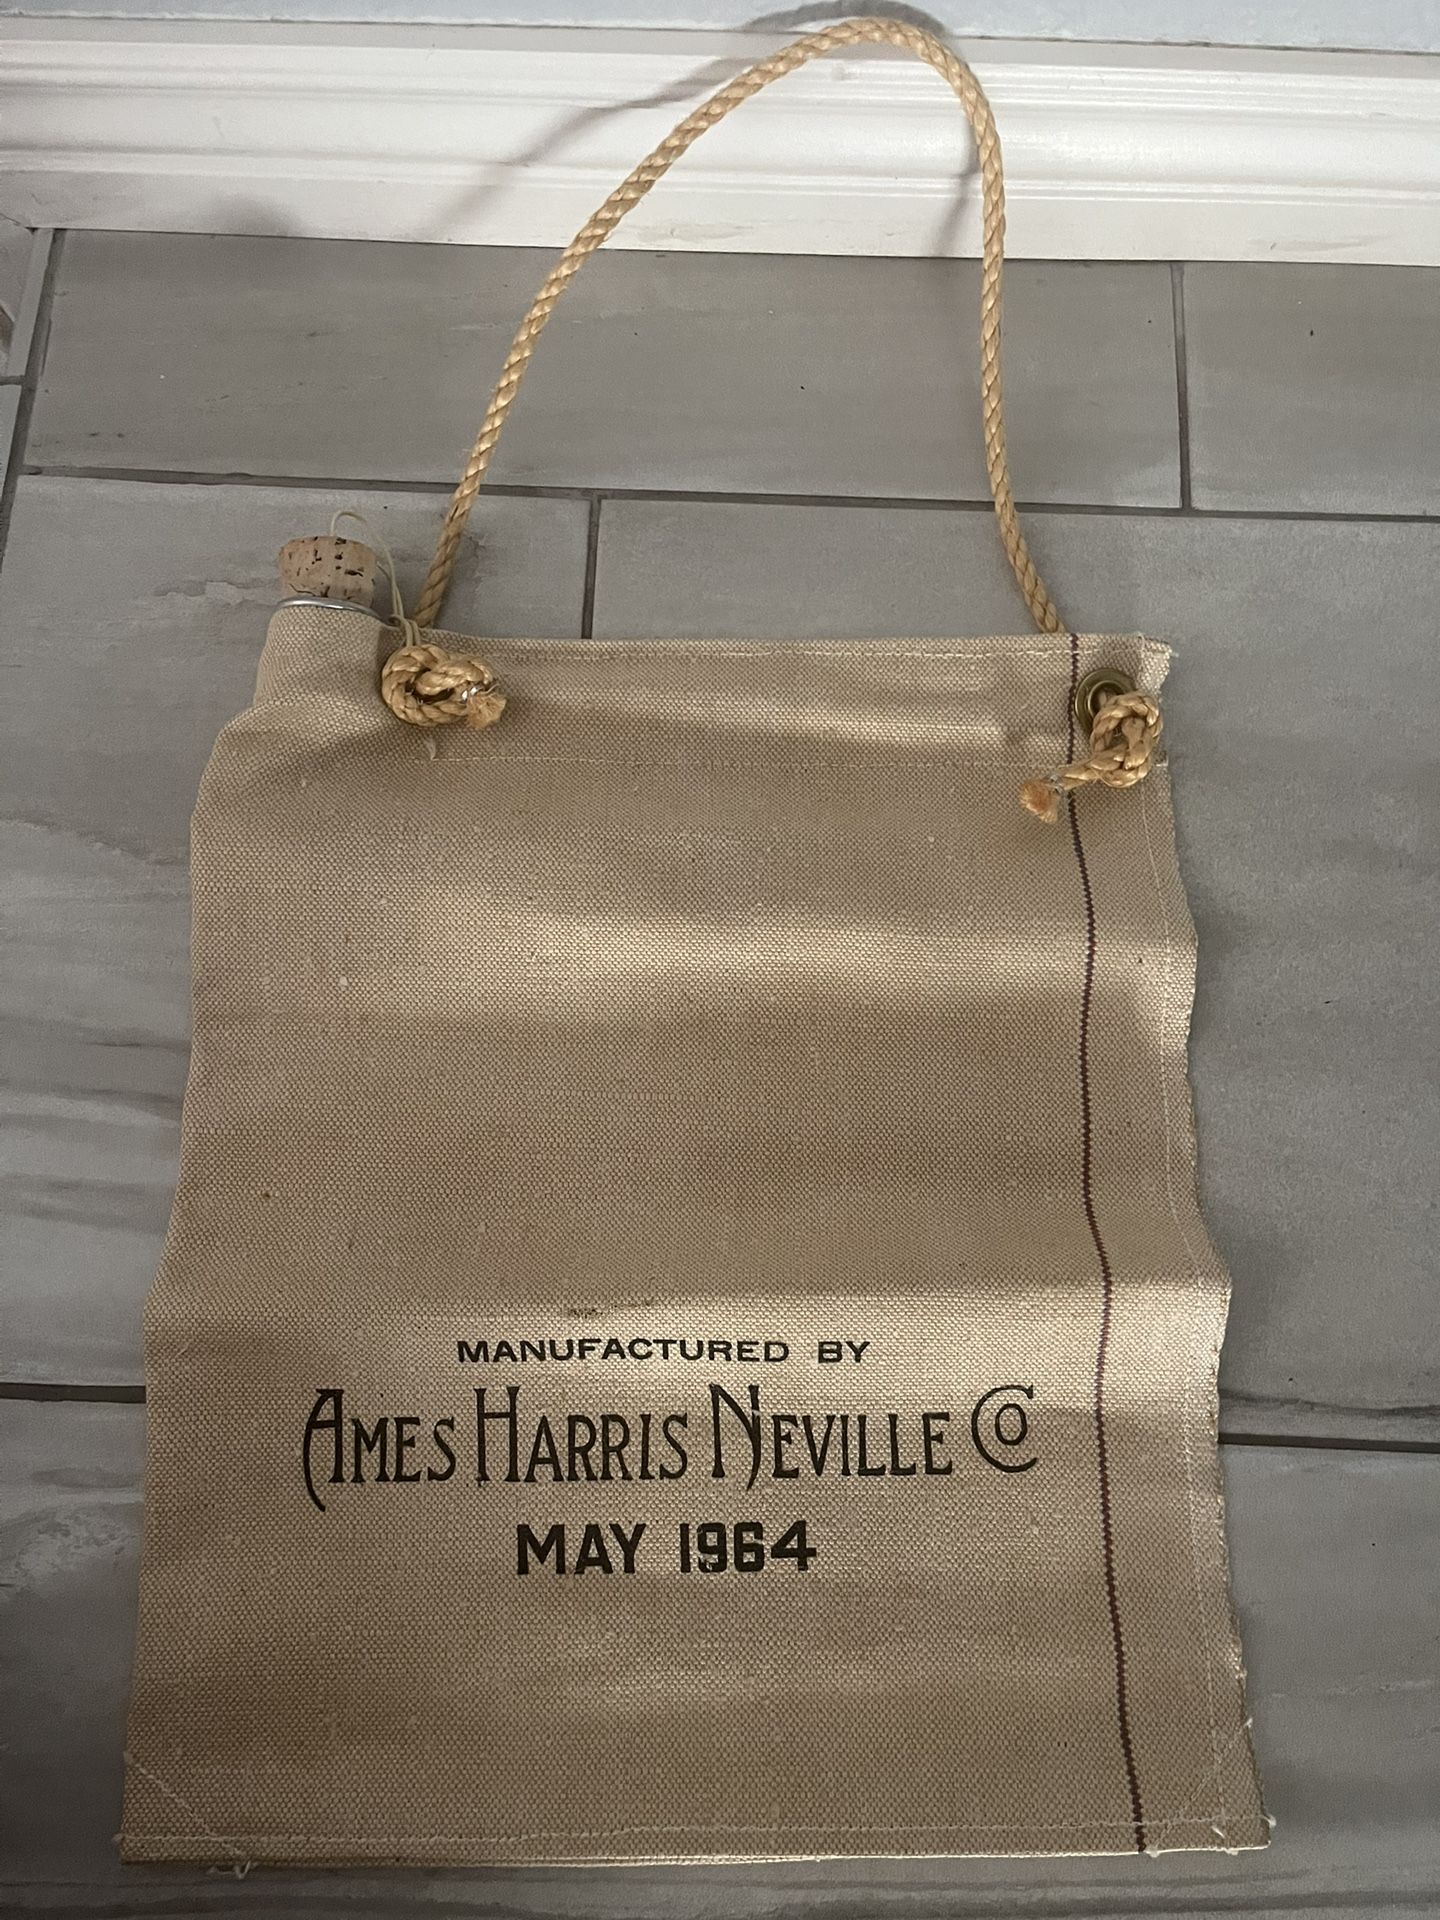 MANUFACTURED BY
AMES HARRIS NEVILLE CO
MAY 1964